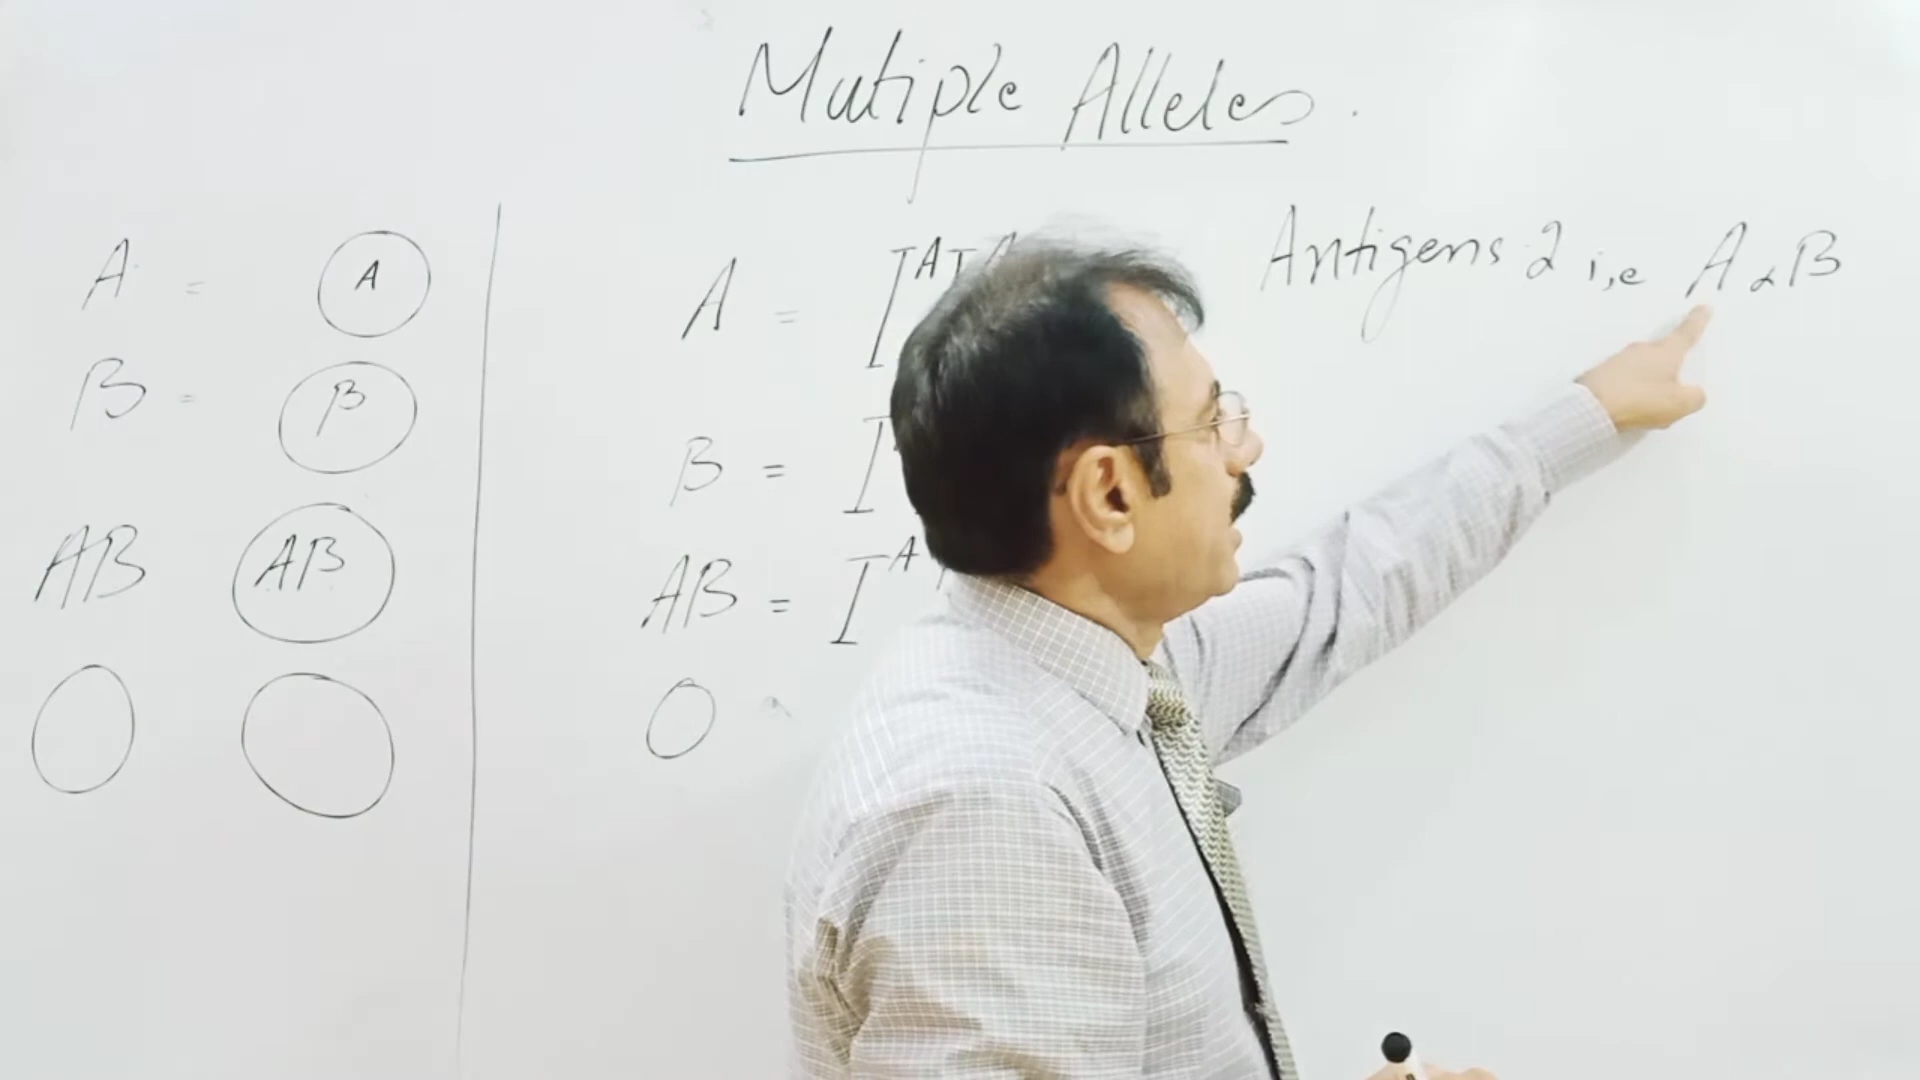 Mutiple Alleles.
A = A
B = B
AB AB
O
A = I^A I^A
B = I
AB = I^A I
O
Antigens 2 i,e A & B